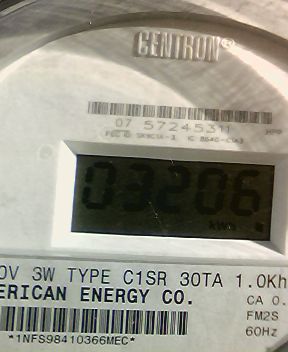 CENTRON®
07 57245311
03206
kWh
0V 3W TYPE C1SR 30TA 1.0Kh
ERICAN ENERGY CO.
CA 0.
FM2S
60Hz
*1NFS98410366MEC*